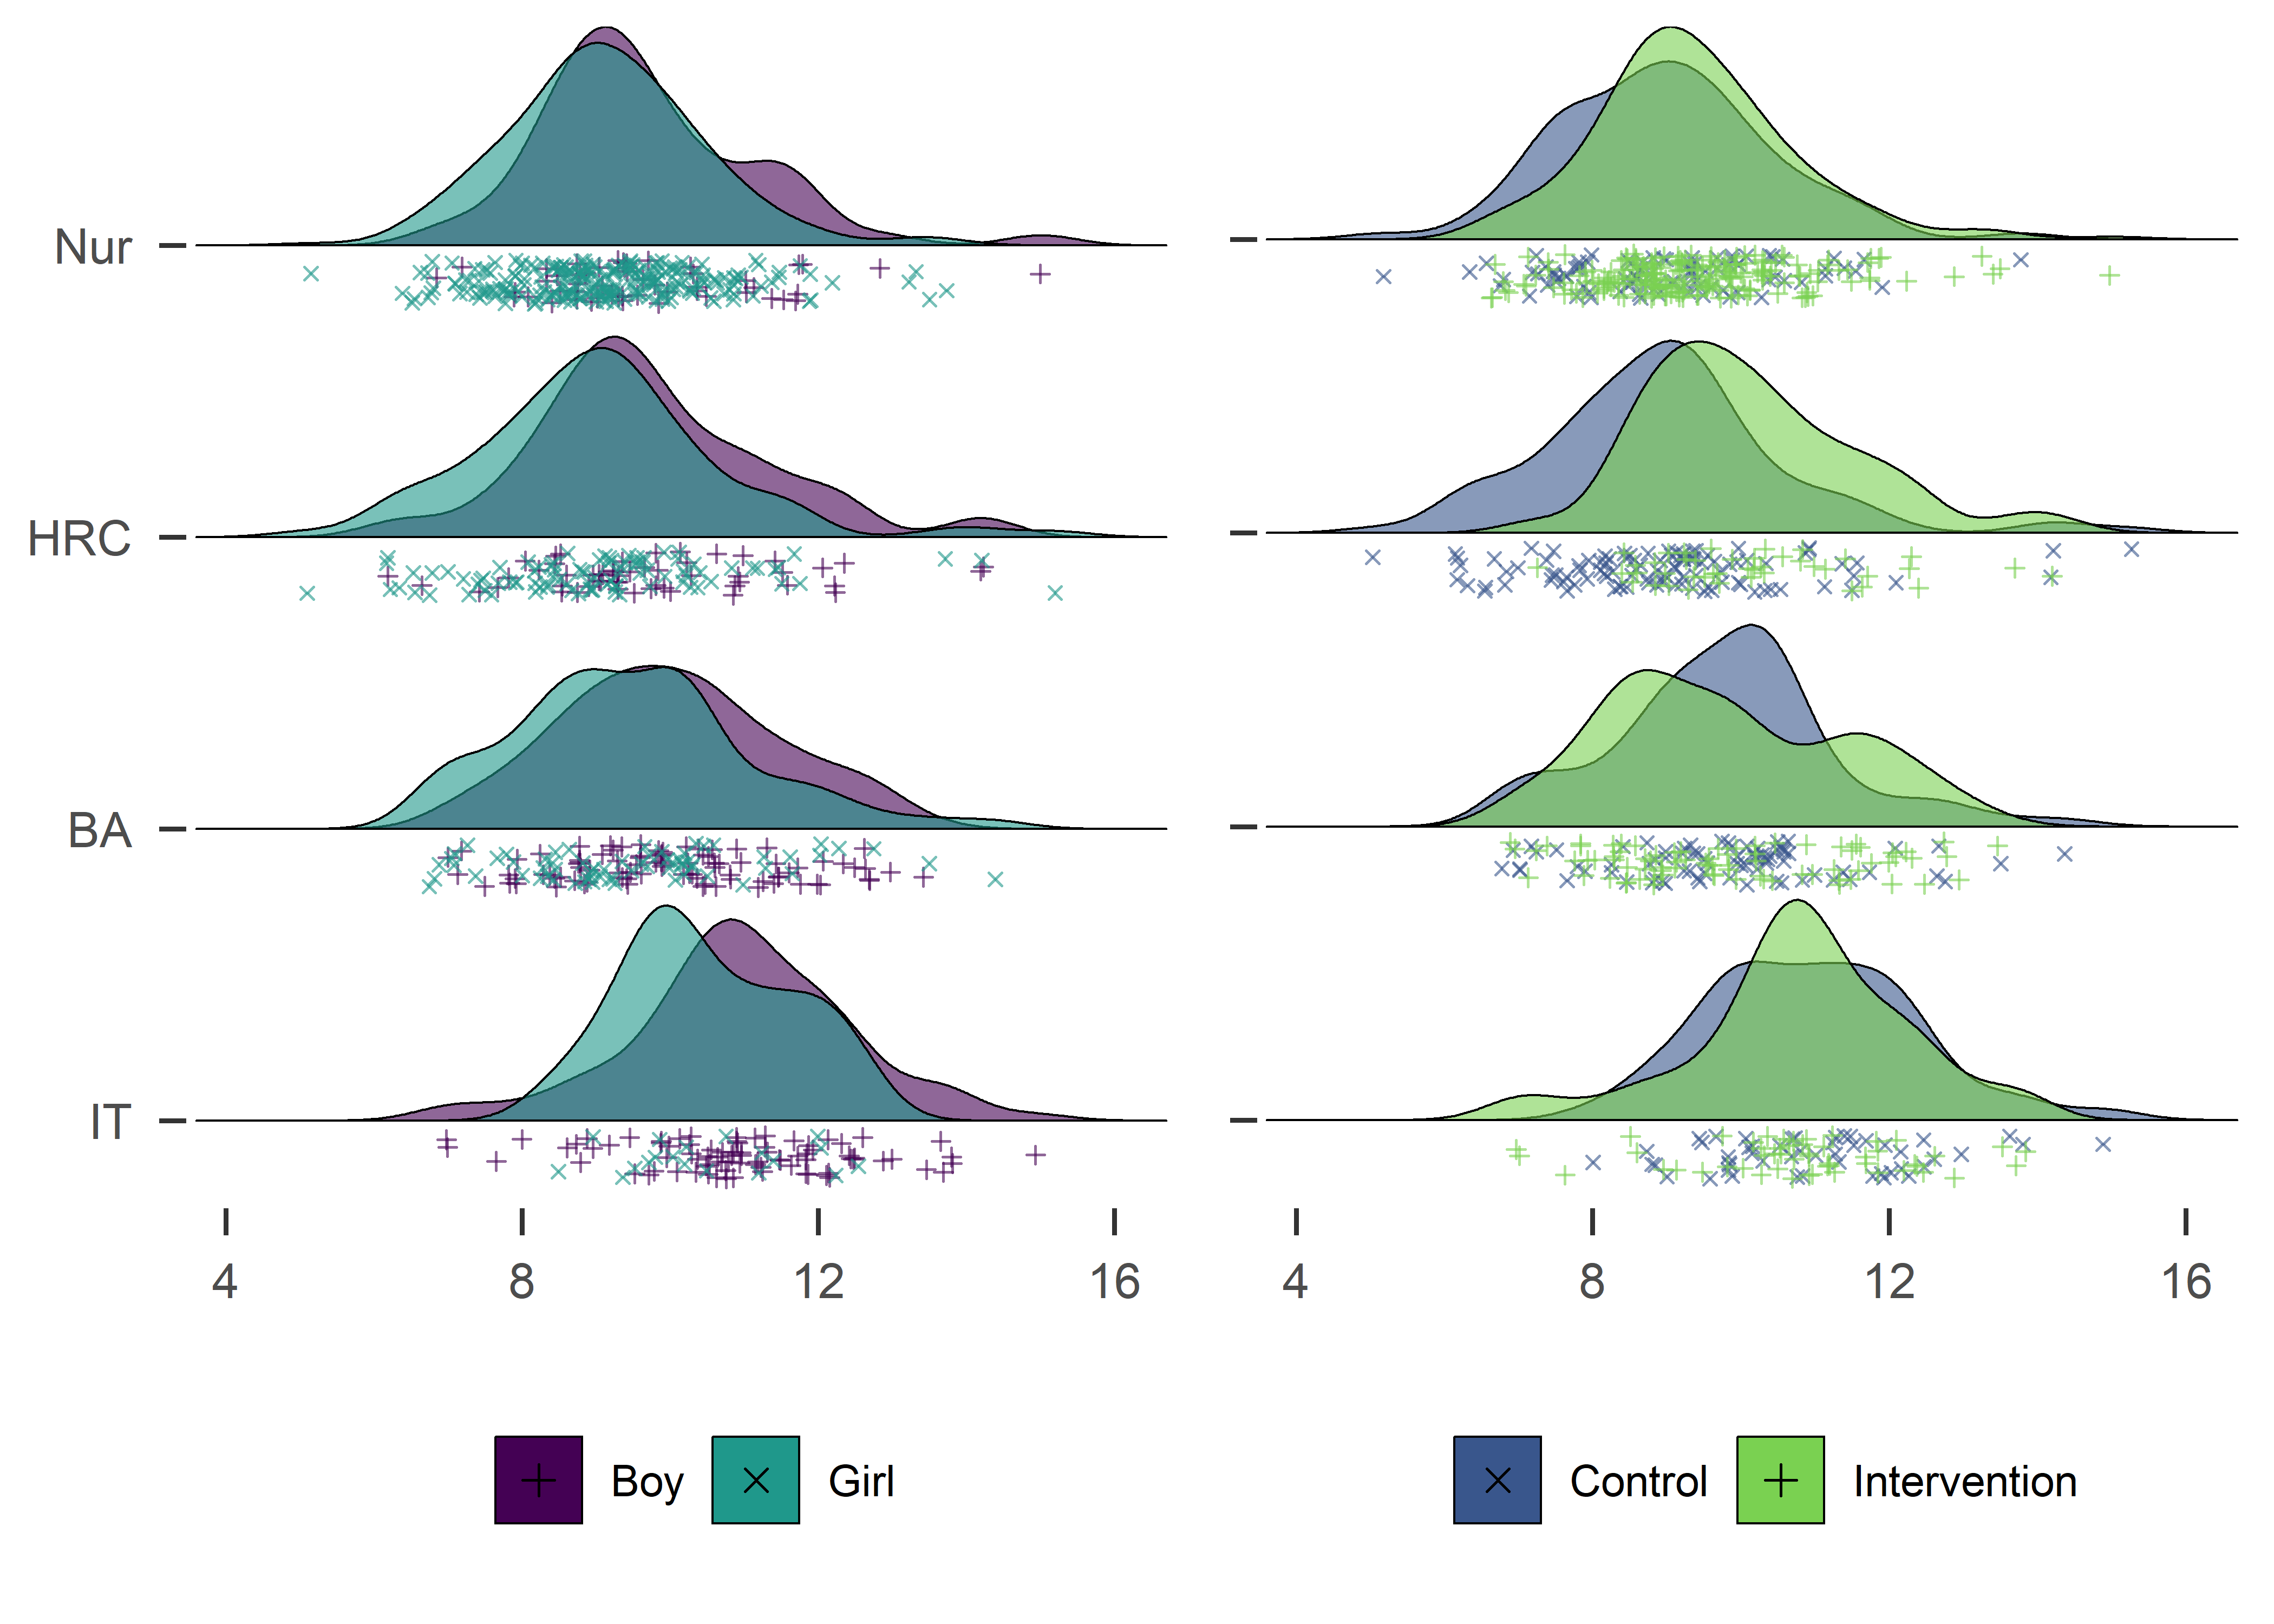 Nur
HRC
BA
IT
4 8 12 16 4 8 12 16
Boy Girl Control Intervention